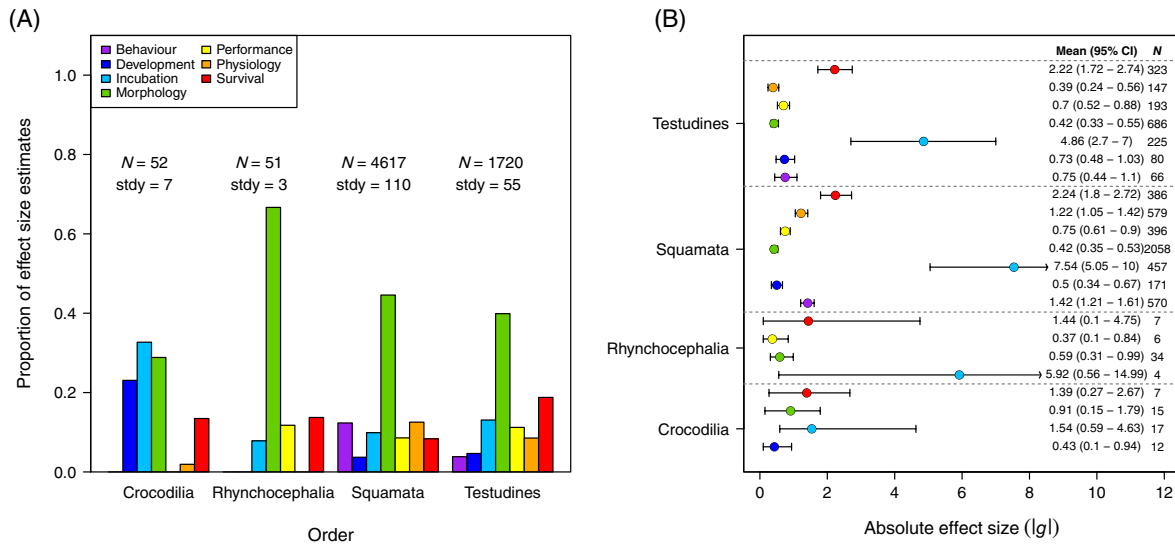 (A)
Behaviour
Development
Incubation
Morphology
Performance
Physiology
Survival
1.0
0.8
0.6
0.4
0.2
0.0
Proportion of effect size estimates
N = 52
stdy = 7
N = 51
stdy = 3
N = 4617
stdy = 110
N = 1720
stdy = 55
Crocodilia
Rhynchocephalia
Squamata
Testudines
Order
(B)
Mean (95% CI) N
2.22 (1.72 − 2.74) 323
0.39 (0.24 − 0.56) 147
0.7 (0.52 − 0.88) 193
Testudines
0.42 (0.33 − 0.55) 686
4.86 (2.7 − 7) 225
0.73 (0.48 − 1.03) 80
0.75 (0.44 − 1.1) 66
2.24 (1.8 − 2.72) 386
1.22 (1.05 − 1.42) 579
0.75 (0.61 − 0.9) 396
Squamata
0.42 (0.35 − 0.53) 2058
7.54 (5.05 − 10) 457
0.5 (0.34 − 0.67) 171
1.42 (1.21 − 1.61) 570
1.44 (0.1 − 4.75) 7
0.37 (0.1 − 0.84) 6
Rhynchocephalia
0.59 (0.31 − 0.99) 34
5.92 (0.56 − 14.99) 4
1.39 (0.27 − 2.67) 7
0.91 (0.15 − 1.79) 15
Crocodilia
1.54 (0.59 − 4.63) 17
0.43 (0.1 − 0.94) 12
0 2 4 6 8 10 12
Absolute effect size (|g|)